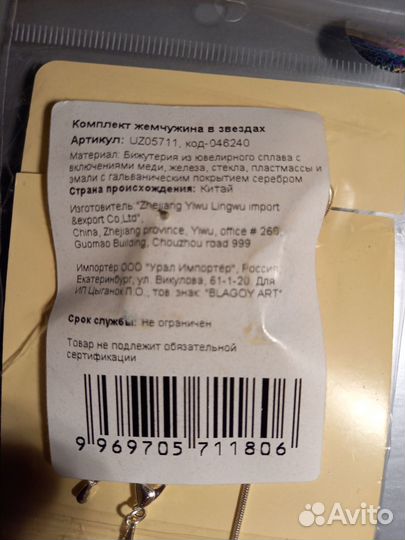 Комплект жемчужина в звездах
Артикул: UZ05711, код-046240
Материал: Бижутерия из ювелирного сплава с
включениями меди, железа, стекла, пластмассы и
эмали с гальваническим покрытием серебром
Страна происхождения: Китай
Изготовитель:"Zhejiang Yiwu Lingwu import
&export Co,Ltd",
China, Zhejiang province, Yiwu, office # 268,
Guomao Building, Chouzhou road 999
Импортёр ООО "Урал Импортёр", Россия,
Екатеринбург, ул. Викулова, 61-1-20. Для
ИП Цыганок Л.О., тов. знак "BLAGOY ART"
Срок службы: не ограничен
Товар не подлежит обязательной
сертификации
9 969705 711806
Avito